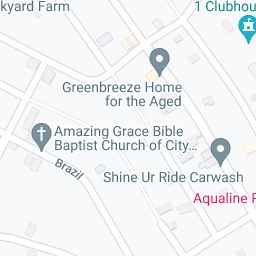 kyard Farm
1 Clubhou
Greenbreeze Home
for the Aged
Amazing Grace Bible
Baptist Church of City...
Brazil
Shine Ur Ride Carwash
Aqualine